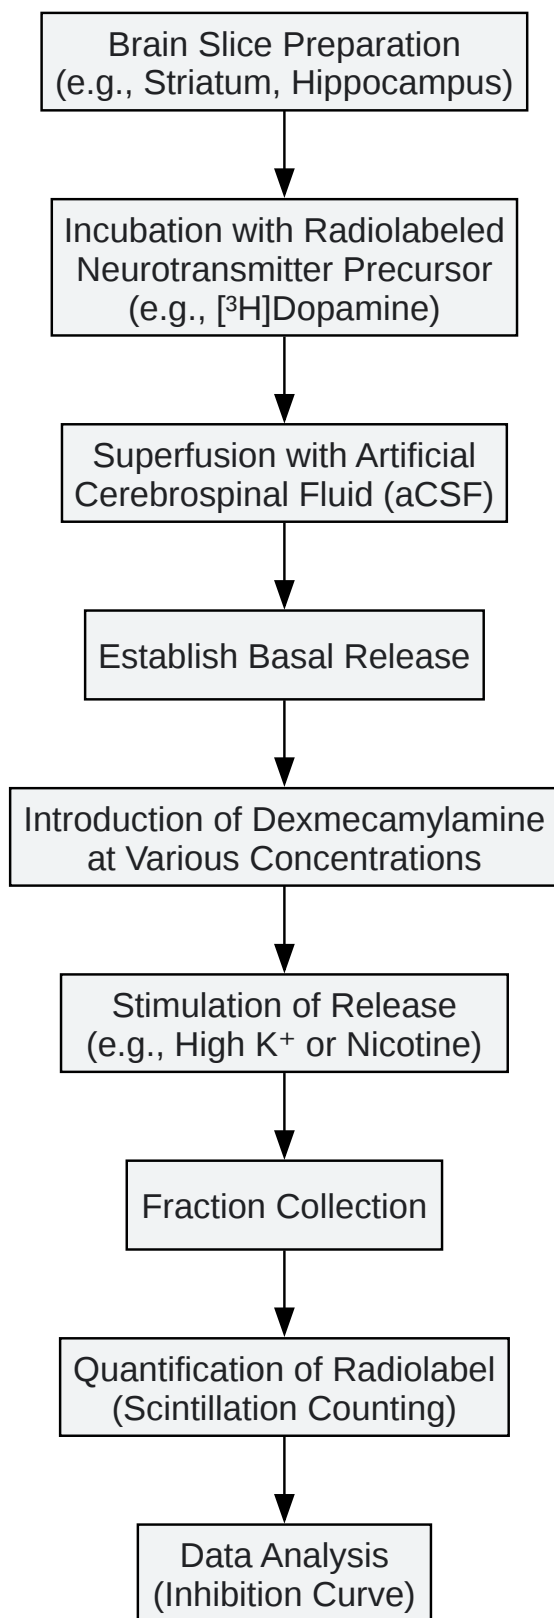 Brain Slice Preparation
(e.g., Striatum, Hippocampus)
Incubation with Radiolabeled
Neurotransmitter Precursor
(e.g., [³H]Dopamine)
Superfusion with Artificial
Cerebrospinal Fluid (aCSF)
Establish Basal Release
Introduction of Dexmecamylamine
at Various Concentrations
Stimulation of Release
(e.g., High K⁺ or Nicotine)
Fraction Collection
Quantification of Radiolabel
(Scintillation Counting)
Data Analysis
(Inhibition Curve)